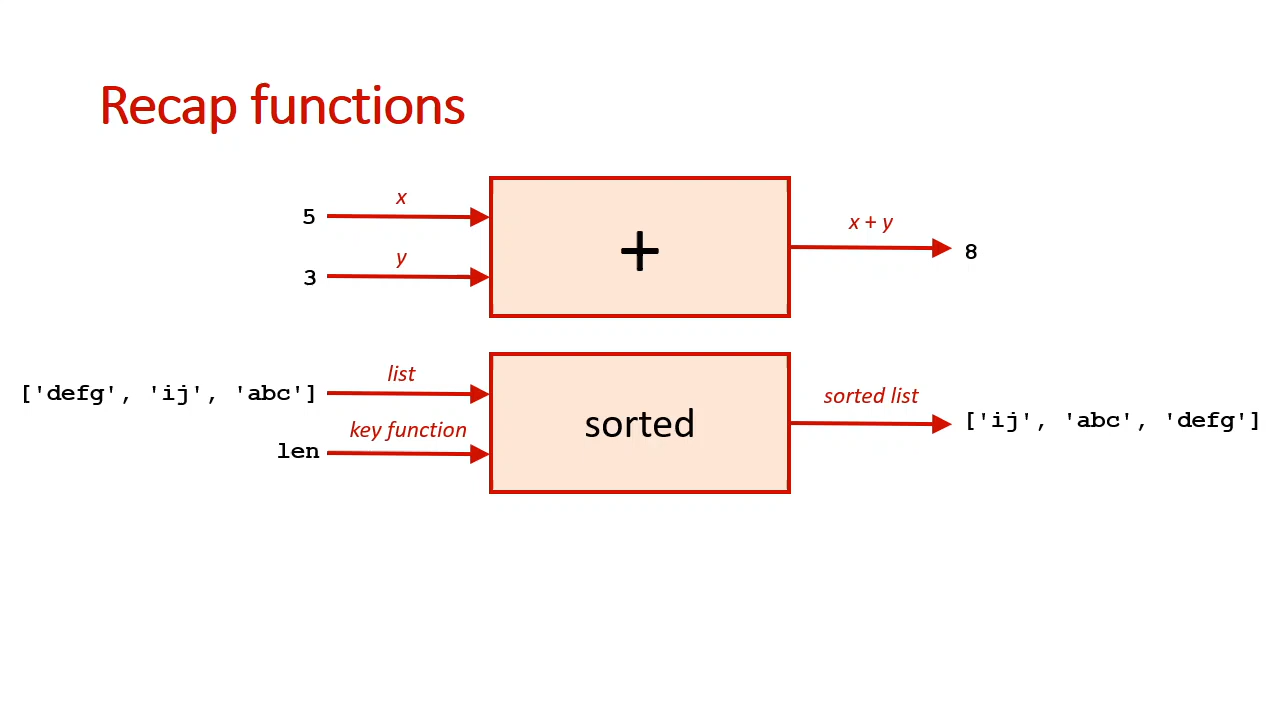 Recap functions
x
5
y
3
+
x + y
8
list
['defg', 'ij', 'abc']
key function
len
sorted
sorted list
['ij', 'abc', 'defg']